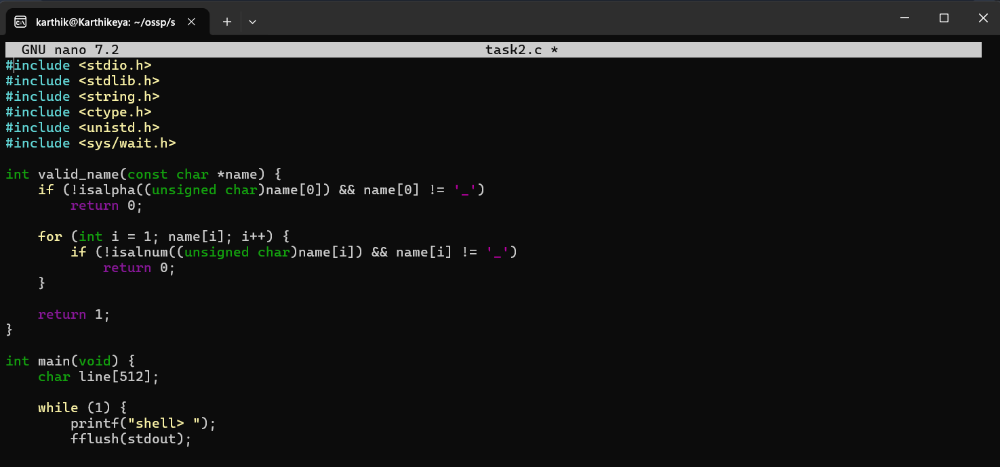 karthik@Karthikeya: ~/ossp/s
GNU nano 7.2 task2.c *
#include <stdio.h>
#include <stdlib.h>
#include <string.h>
#include <ctype.h>
#include <unistd.h>
#include <sys/wait.h>

int valid_name(const char *name) {
    if (!isalpha((unsigned char)name[0]) && name[0] != '_')
        return 0;

    for (int i = 1; name[i]; i++) {
        if (!isalnum((unsigned char)name[i]) && name[i] != '_')
            return 0;
    }

    return 1;
}

int main(void) {
    char line[512];

    while (1) {
        printf("shell> ");
        fflush(stdout);